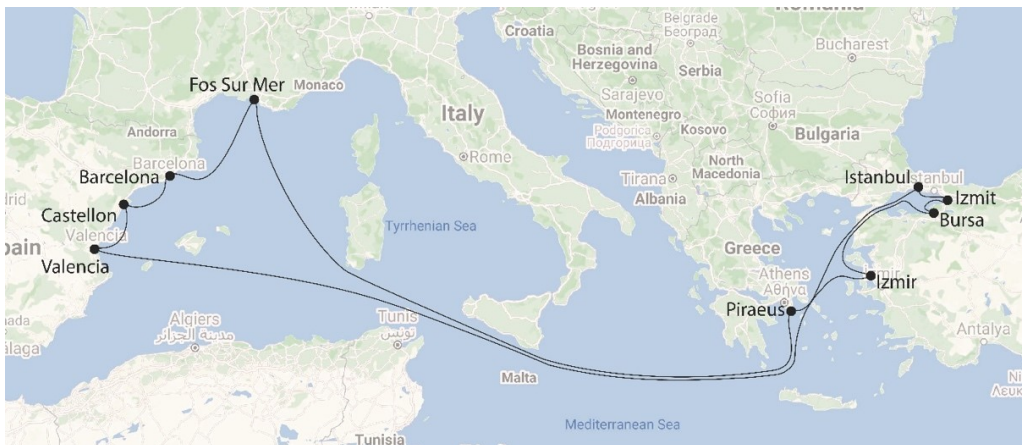 Croatia
Belgrade
Београд
Romania
Bosnia and
Herzegovina
Serbia
Bucharest
Fos Sur Mer
Monaco
Italy
Sarajevo
Montenegro
Kosovo
Sofia
София
Bulgaria
Andorra
Podgorica
Подгорица
Barcelona
Barcelona
Rome
North
Macedonia
Tirana
Albania
Istanbul
Izmit
Bursa
Castellon
Valencia
Valencia
Tyrrhenian Sea
Greece
Athens
Αθήνα
Izmir
Piraeus
Algiers
مدينة الجزائر
Tunis
تونس
Antalya
Malta
Mediterranean Sea
Tunisia